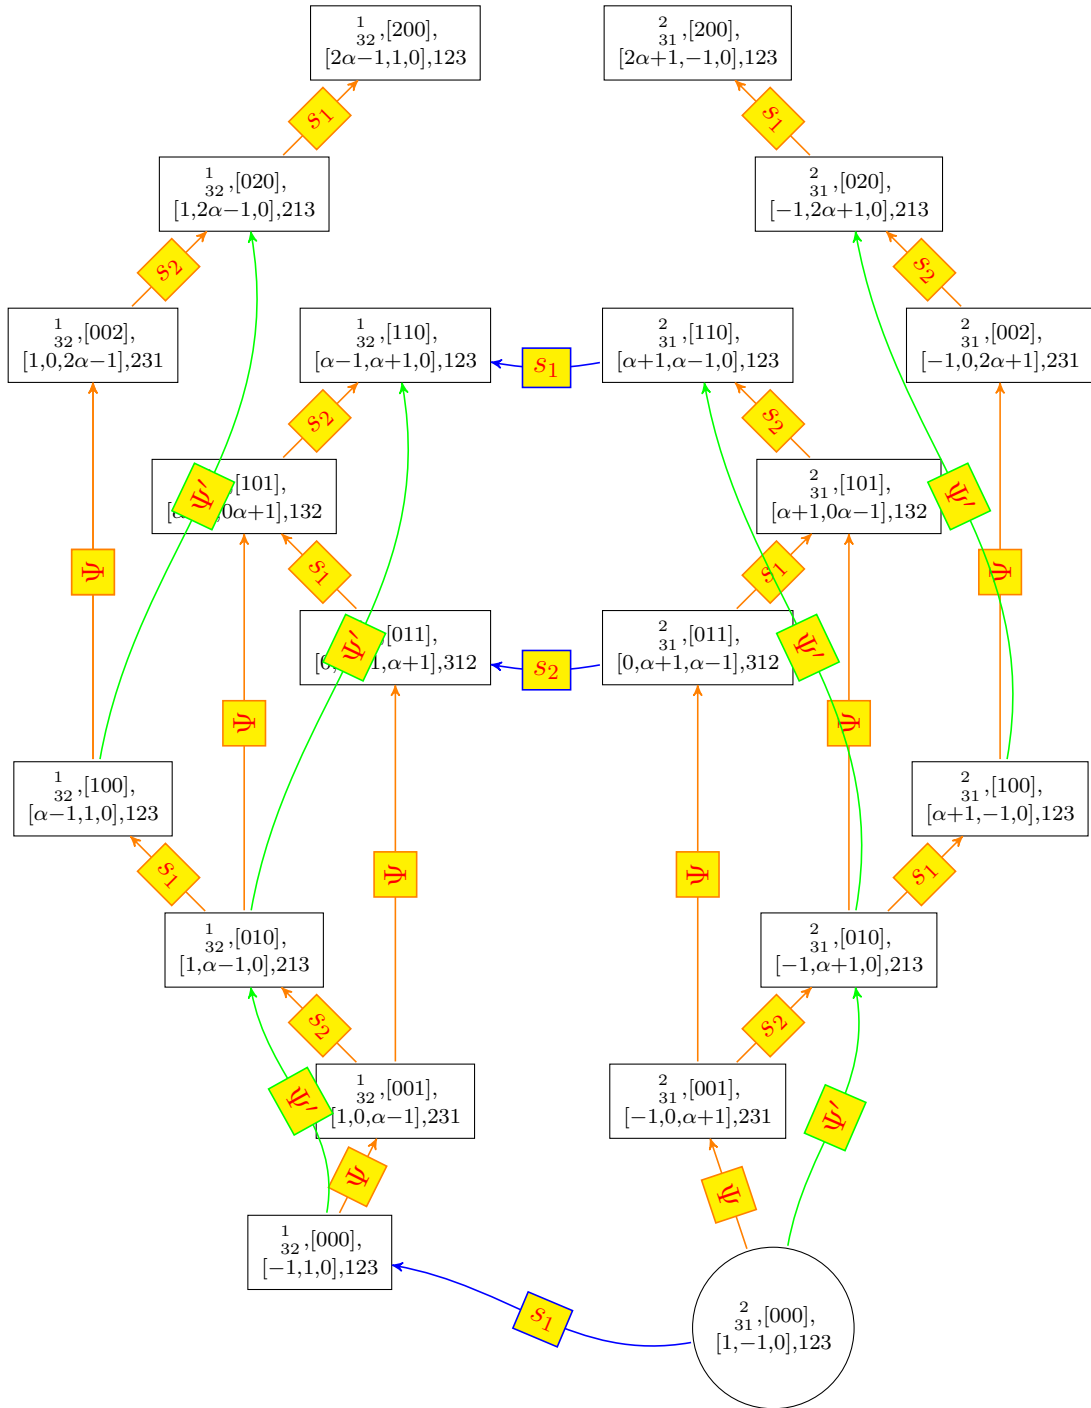 1
32,[200],
[2α−1,1,0],123
2
31,[200],
[2α+1,−1,0],123
s1
s1
1
32,[020],
[1,2α−1,0],213
2
31,[020],
[−1,2α+1,0],213
s2
s2
1
32,[002],
[1,0,2α−1],231
1
32,[110],
[α−1,α+1,0],123
s1
2
31,[110],
[α+1,α−1,0],123
2
31,[002],
[−1,0,2α+1],231
s2
s2
,[101],
0α+1],132
Ψ′
2
31,[101],
[α+1,0α−1],132
Ψ′
Ψ
s1
s1
Ψ
,[011],
1,α+1],312
Ψ′
s2
2
31,[011],
[0,α+1,α−1],312
Ψ′
Ψ
Ψ
1
32,[100],
[α−1,1,0],123
2
31,[100],
[α+1,−1,0],123
s1
Ψ
Ψ
s1
1
32,[010],
[1,α−1,0],213
2
31,[010],
[−1,α+1,0],213
s2
s2
Ψ′
1
32,[001],
[1,0,α−1],231
2
31,[001],
[−1,0,α+1],231
Ψ′
Ψ
Ψ
1
32,[000],
[−1,1,0],123
s1
2
31,[000],
[1,−1,0],123